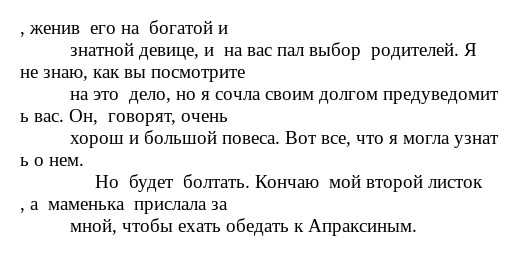 , женив  его на  богатой и
знатной девице, и  на вас пал выбор  родителей. Я
не знаю, как вы посмотрите
на это  дело, но я сочла своим долгом предуведомит
ь вас. Он,  говорят, очень
хорош и большой повеса. Вот все, что я могла узнат
ь о нем.
Но  будет  болтать. Кончаю  мой второй листок
, а  маменька  прислала за
мной, чтобы ехать обедать к Апраксиным.